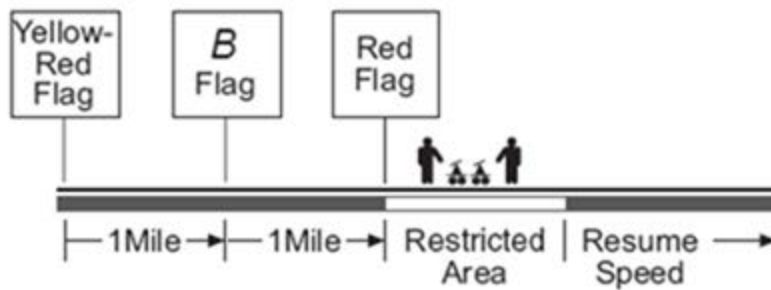 Yellow-
Red
Flag
B
Flag
Red
Flag
1Mile
1Mile
Restricted
Area
Resume
Speed